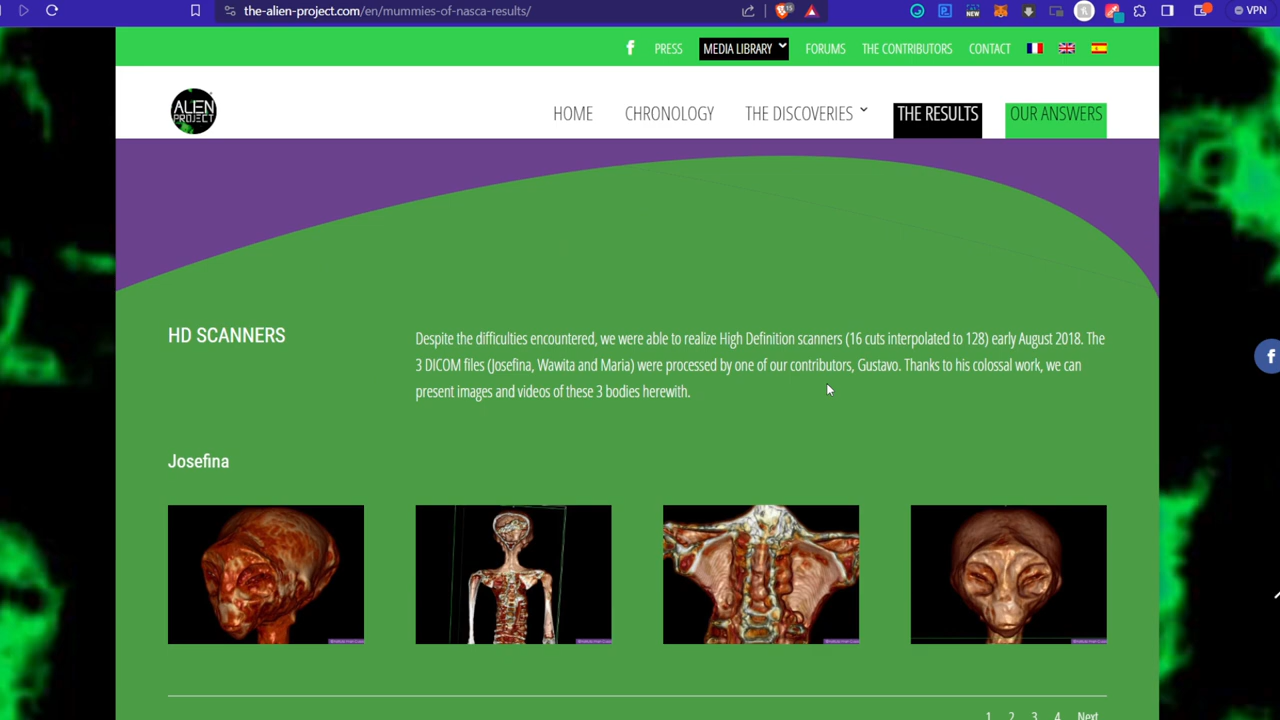 the-alien-project.com/en/mummies-of-nasca-results/
15
NEW
VPN
PRESS
MEDIA LIBRARY
FORUMS
THE CONTRIBUTORS
CONTACT
ALEN
PROJECT
HOME
CHRONOLOGY
THE DISCOVERIES
THE RESULTS
OUR ANSWERS
HD SCANNERS
Despite the difficulties encountered, we were able to realize High Definition scanners (16 cuts interpolated to 128) early August 2018. The
3 DICOM files (Josefina, Wawita and Maria) were processed by one of our contributors, Gustavo. Thanks to his colossal work, we can
present images and videos of these 3 bodies herewith.
Josefina
1 2 3 4 Next